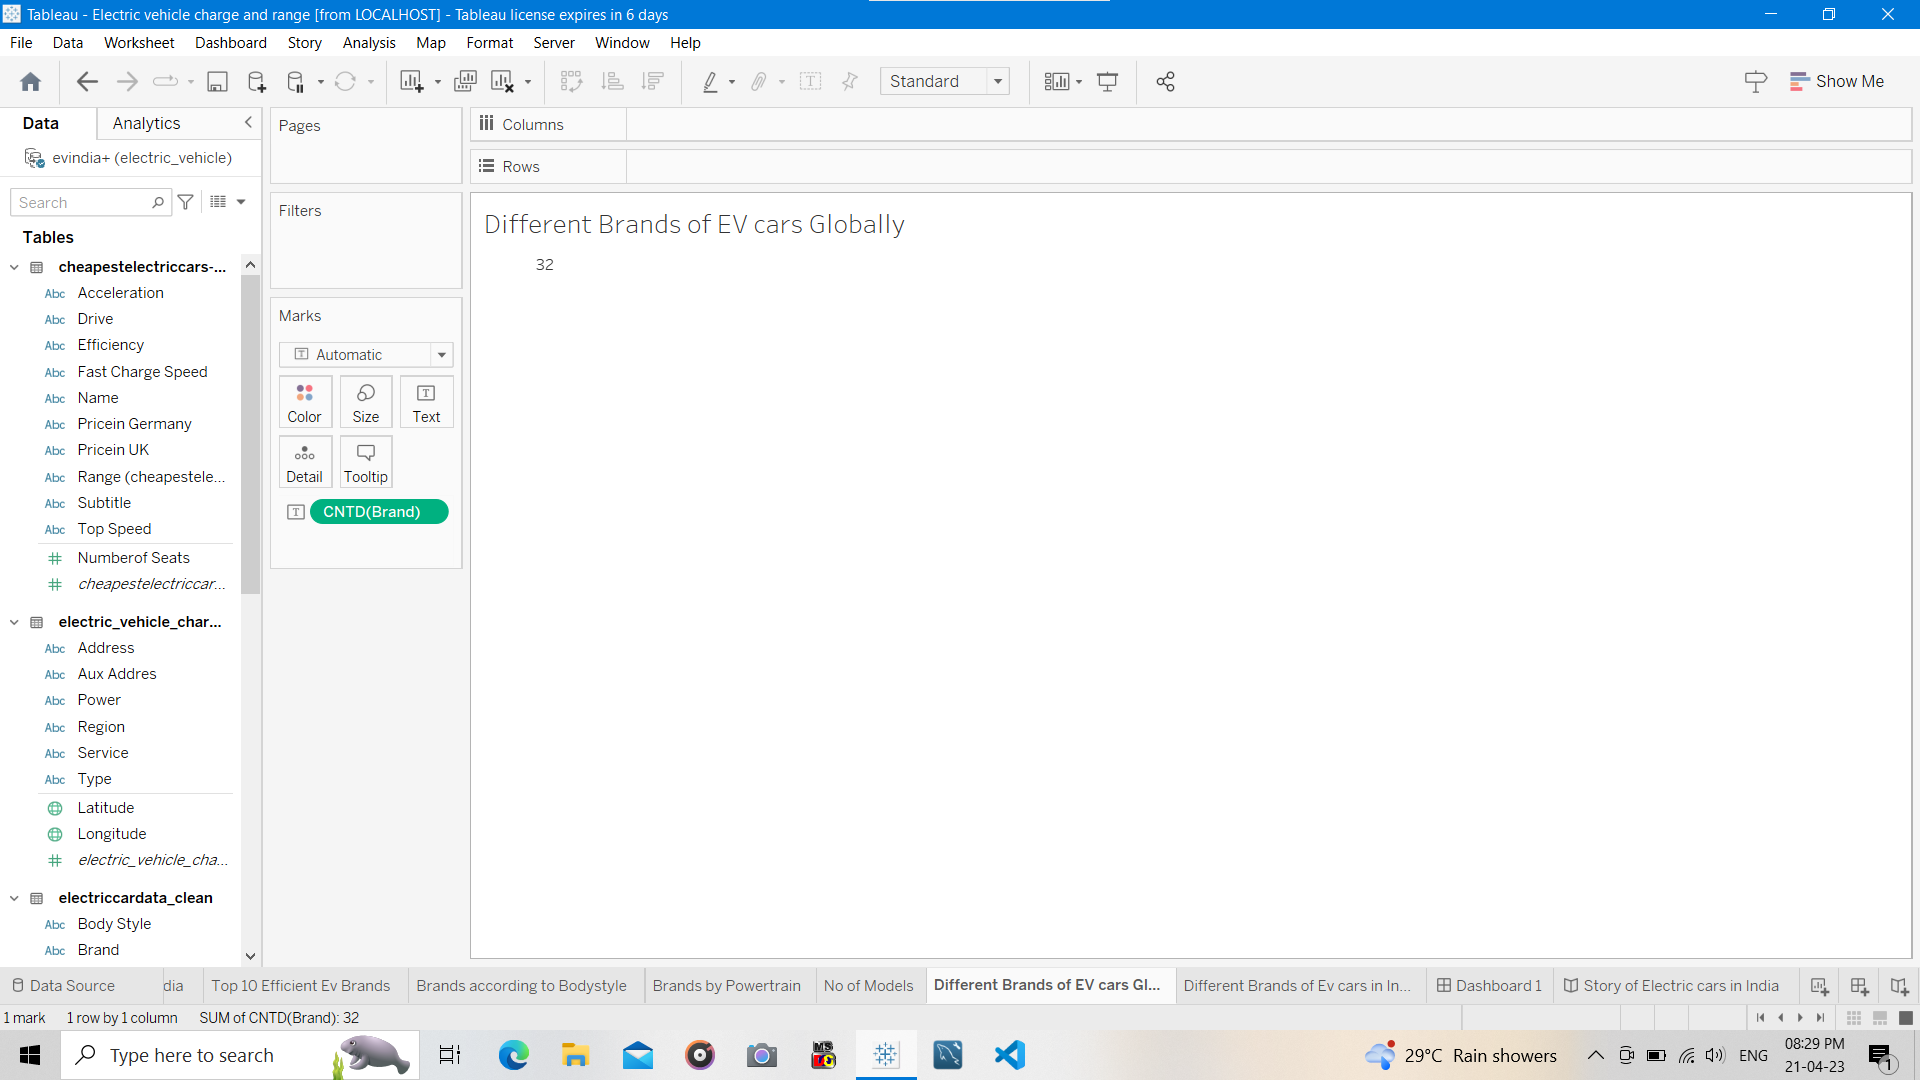 Tableau - Electric vehicle charge and range [from LOCALHOST] - Tableau license expires in 6 days
File Data Worksheet Dashboard Story Analysis Map Format Server Window Help
Standard Show Me
Data Analytics
evindia+ (electric_vehicle)
Search
Tables
cheapestelectriccars-...
Abc Acceleration
Abc Drive
Abc Efficiency
Abc Fast Charge Speed
Abc Name
Abc Pricein Germany
Abc Pricein UK
Abc Range (cheapestele...
Abc Subtitle
Abc Top Speed
Numberof Seats
cheapestelectriccar...
electric_vehicle_char...
Abc Address
Abc Aux Addres
Abc Power
Abc Region
Abc Service
Abc Type
Latitude
Longitude
electric_vehicle_cha...
electriccardata_clean
Abc Body Style
Abc Brand
Pages
Filters
Marks
Automatic
Color Size Text
Detail Tooltip
CNTD(Brand)
Columns
Rows
Different Brands of EV cars Globally
32
Data Source dia Top 10 Efficient Ev Brands Brands according to Bodystyle Brands by Powertrain No of Models Different Brands of EV cars Gl... Different Brands of Ev cars in In... Dashboard 1 Story of Electric cars in India
1 mark 1 row by 1 column SUM of CNTD(Brand): 32
Type here to search
29°C Rain showers
ENG
08:29 PM
21-04-23
1